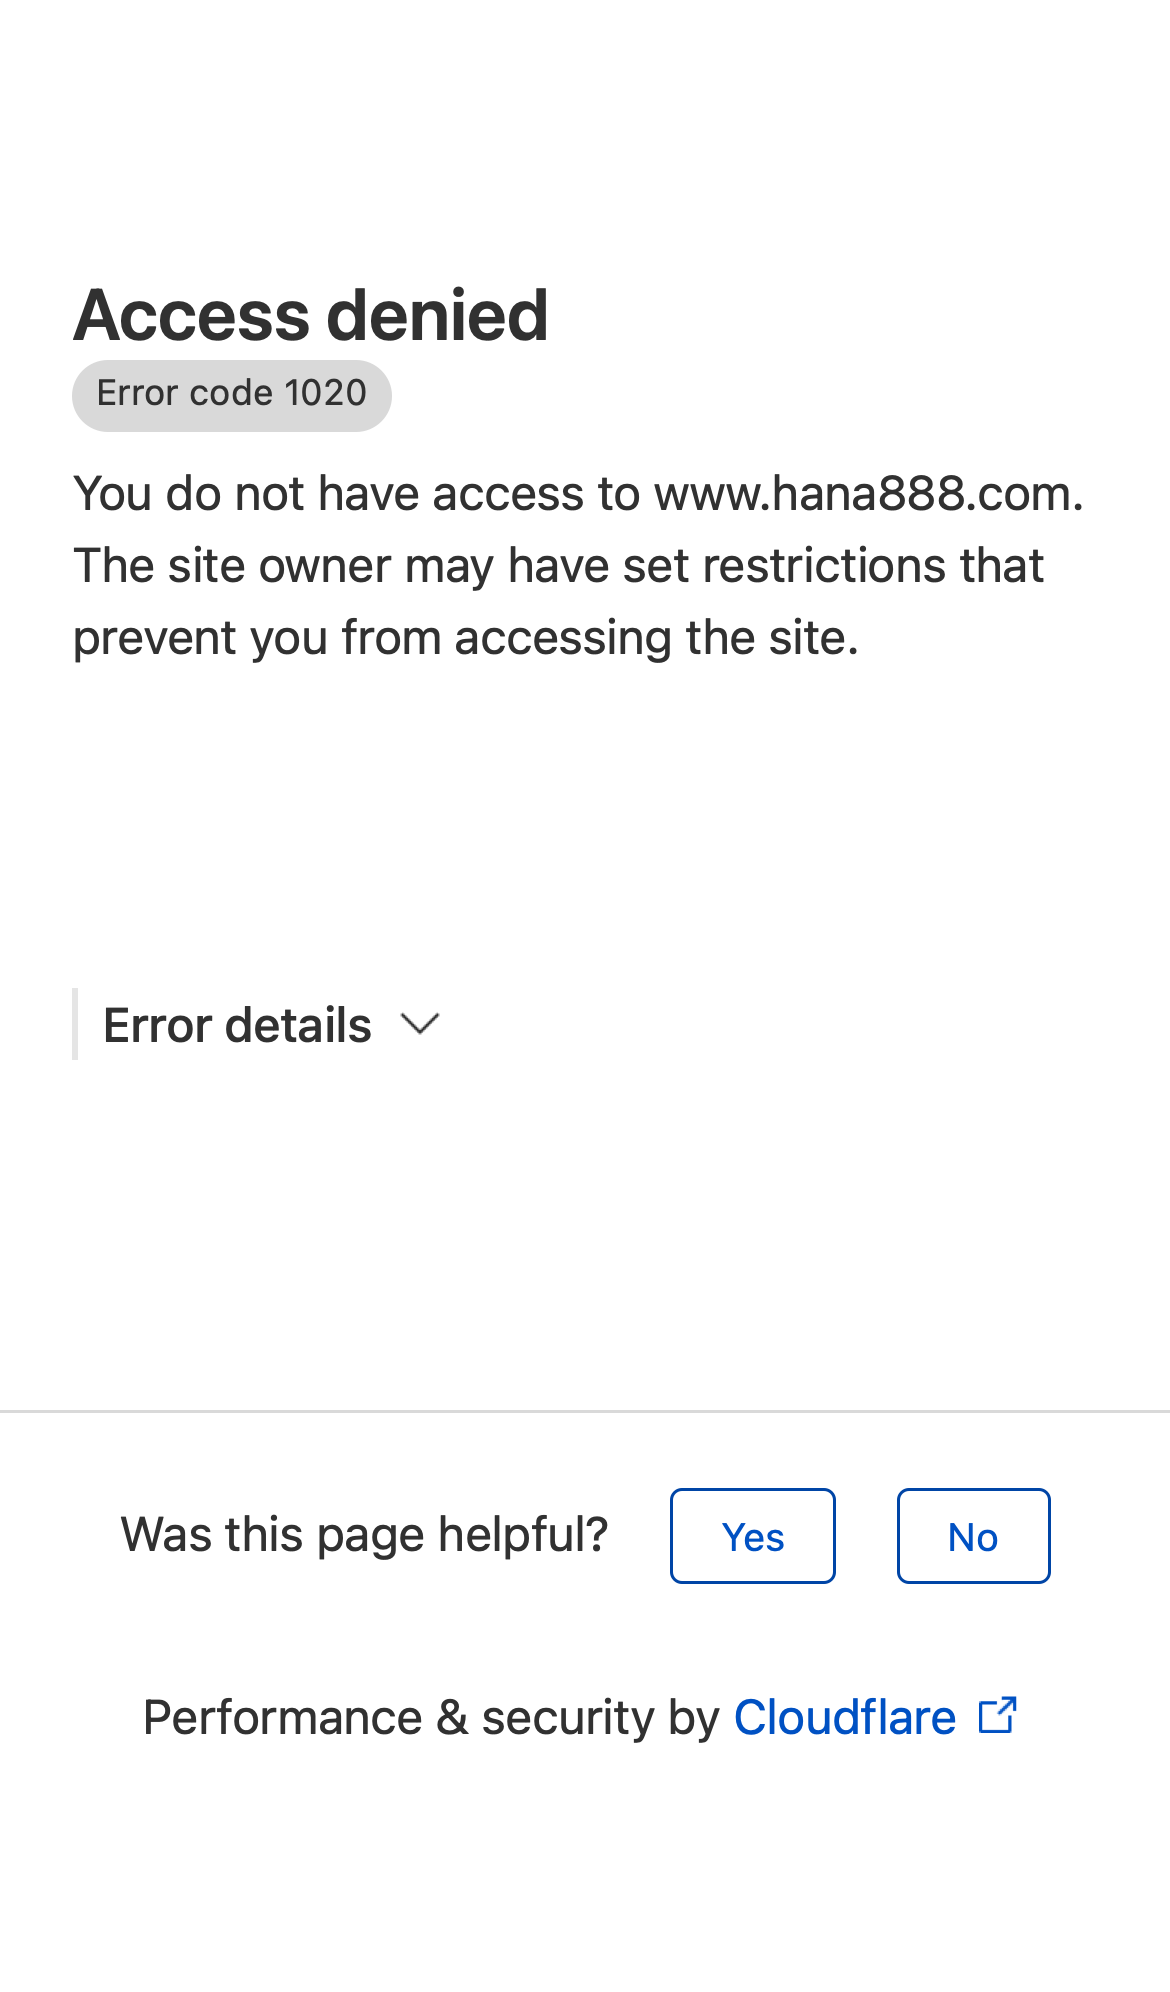 Access denied
Error code 1020
You do not have access to www.hana888.com.
The site owner may have set restrictions that
prevent you from accessing the site.
Error details
Was this page helpful?
Yes
No
Performance & security by Cloudflare